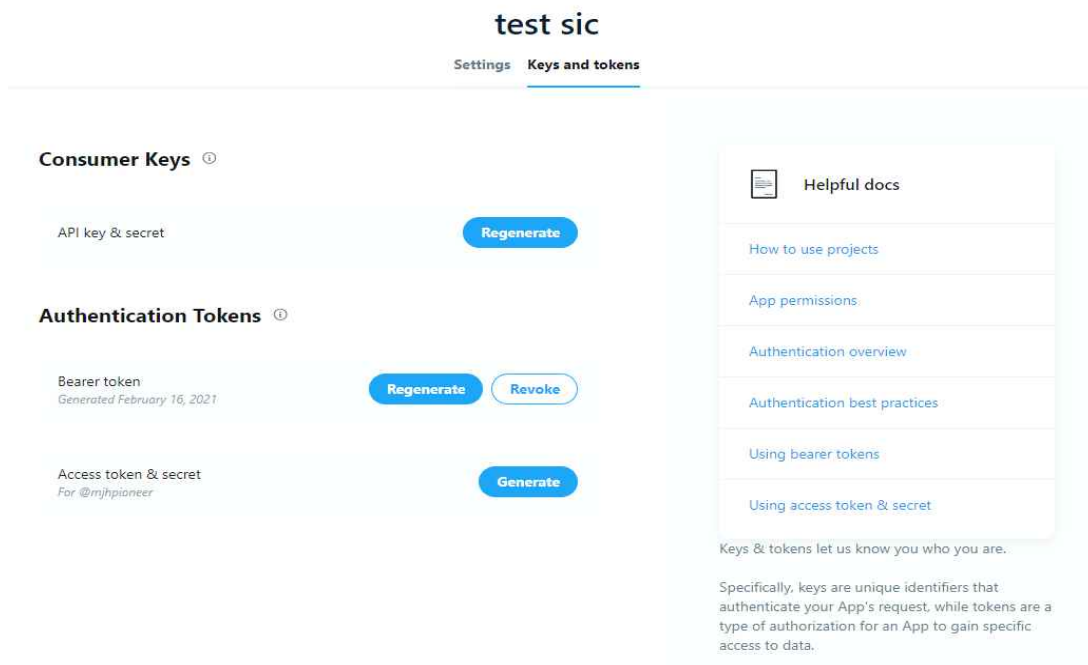 test sic
Settings Keys and tokens
Consumer Keys
API key & secret Regenerate
Authentication Tokens
Bearer token
Generated February 16, 2021
Regenerate Revoke
Access token & secret
For @mjhpioneer
Generate
Helpful docs
How to use projects
App permissions
Authentication overview
Authentication best practices
Using bearer tokens
Using access token & secret
Keys & tokens let us know you who you are.
Specifically, keys are unique identifiers that
authenticate your App's request, while tokens are a
type of authorization for an App to gain specific
access to data.